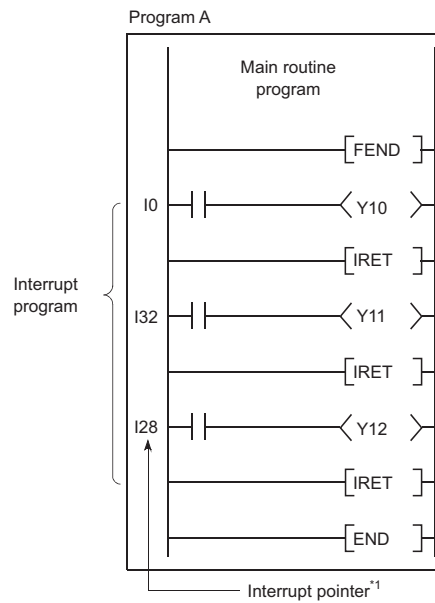 Program A
Main routine
program
FEND
I0 Y10
IRET
Interrupt
program
I32 Y11
IRET
I28 Y12
IRET
END
Interrupt pointer*1